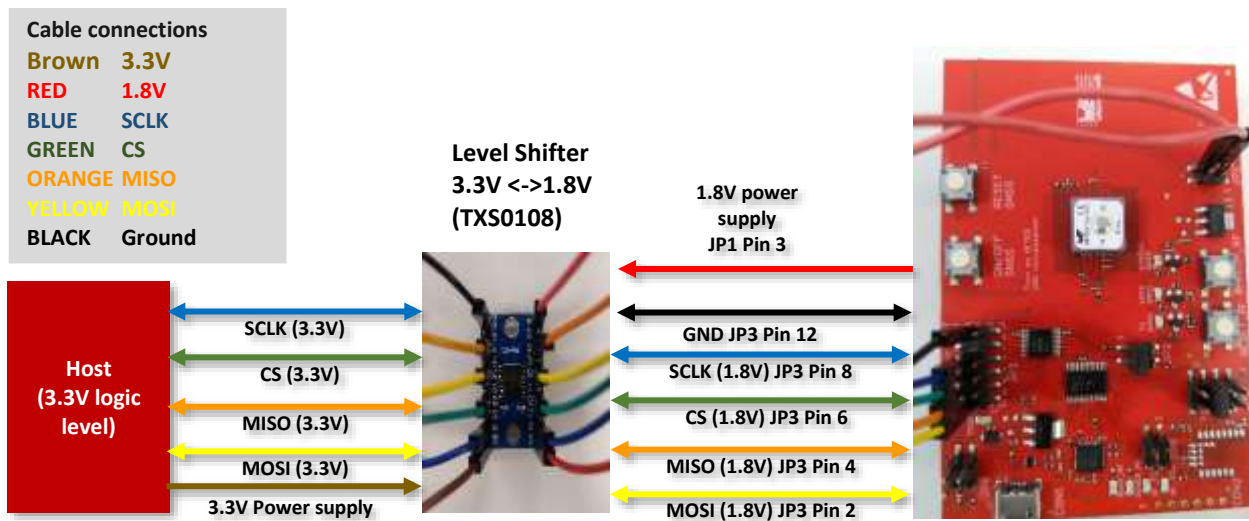 Cable connections
Brown 3.3V
RED 1.8V
BLUE SCLK
GREEN CS
ORANGE MISO
YELLOW MOSI
BLACK Ground
Level Shifter
3.3V <->1.8V
(TXS0108)
1.8V power
supply
JP1 Pin 3
Host
(3.3V logic
level)
SCLK (3.3V)
CS (3.3V)
MISO (3.3V)
MOSI (3.3V)
3.3V Power supply
GND JP3 Pin 12
SCLK (1.8V) JP3 Pin 8
CS (1.8V) JP3 Pin 6
MISO (1.8V) JP3 Pin 4
MOSI (1.8V) JP3 Pin 2